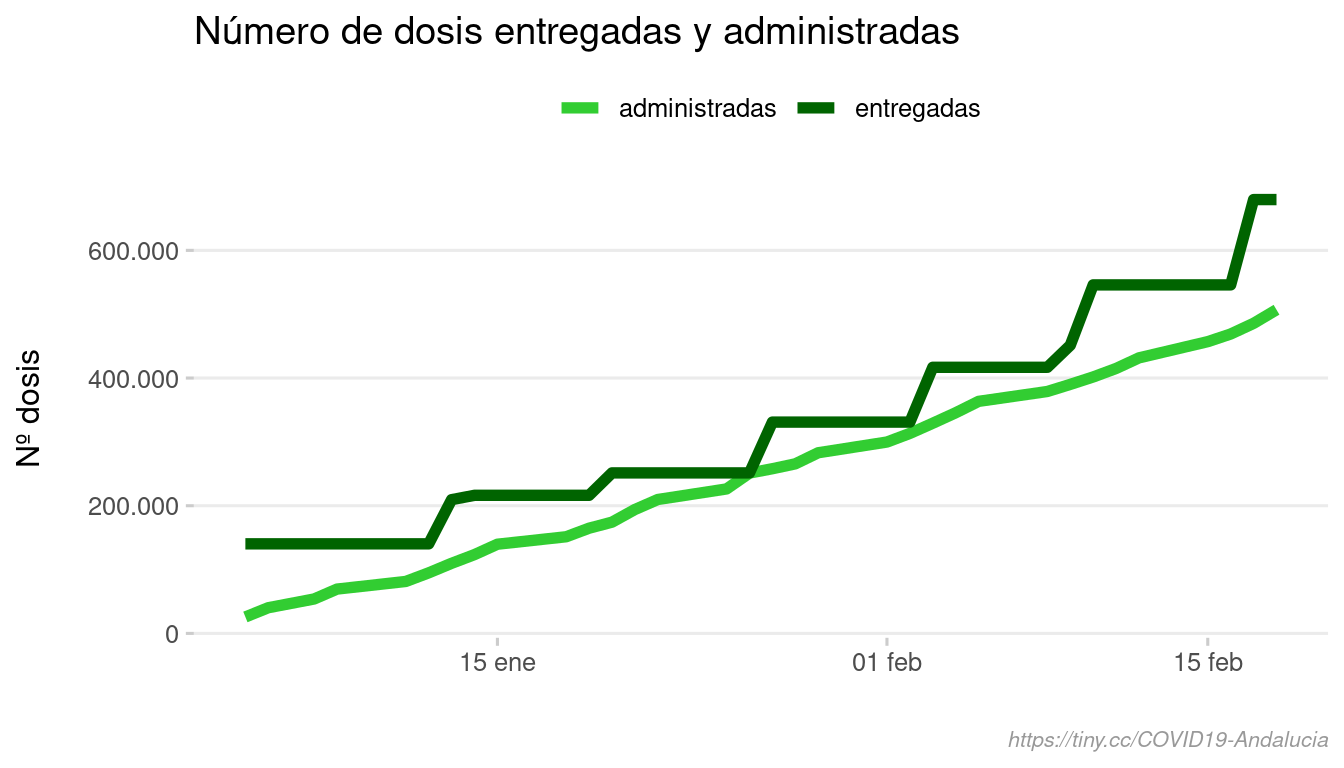 Número de dosis entregadas y administradas
administradas entregadas
Nº dosis
600.000
400.000
200.000
0
15 ene 01 feb 15 feb
https://tiny.cc/COVID19-Andalucia